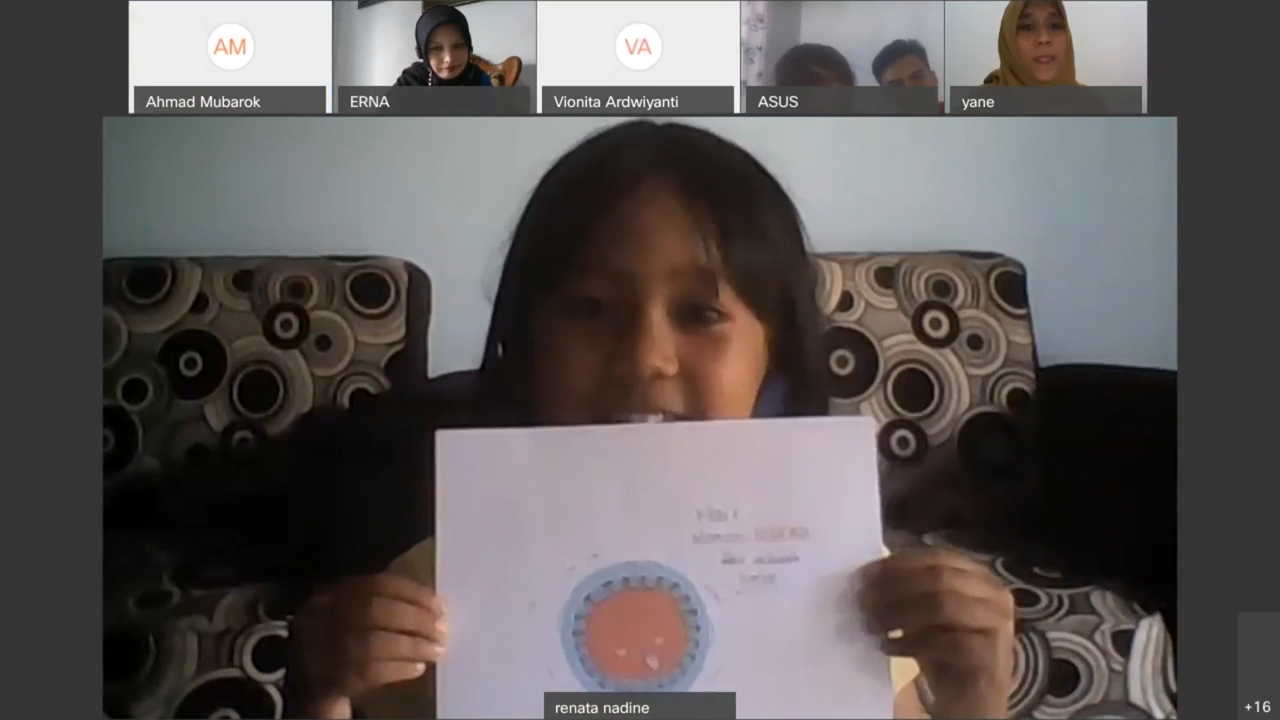 AM
VA
Ahmad Mubarok
ERNA
Vionita Ardwiyanti
ASUS
yane
renata nadine
+16